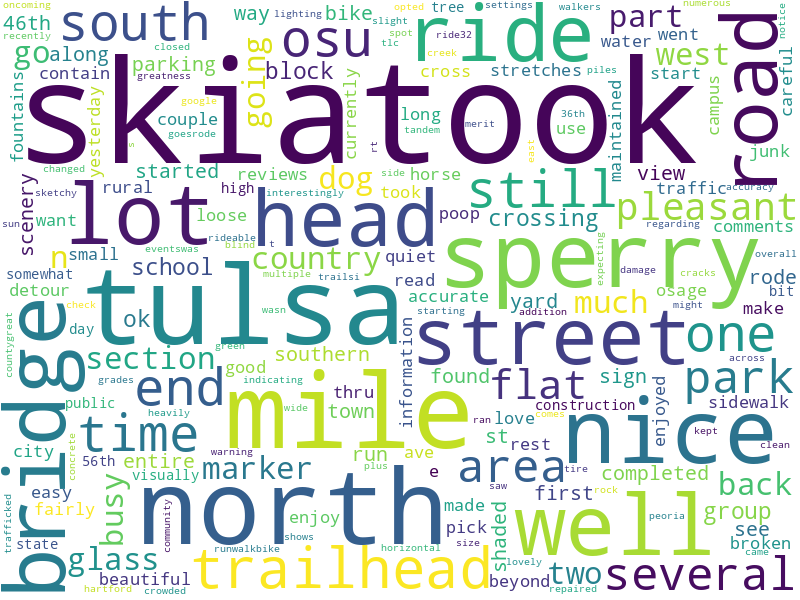 oncoming
46th
south
way
bike
tree
opted
settings
walkers
lighting
slight
numerous
recently
osu
ride
spot
ride32
part
water
went
notice
go
along
closed
parking
going
block
cross
tlc
creek
stretches
piles
west
start
road
careful
fountains
contain
greatness
google
skiatook
yesterday
couple
goesrode
currently
long
tandem
merit
36th
use
campus
maintained
changed
s
started
reviews
dog
horse
rt
side
east
view
junk
sketchy
rural
high
interestingly
took
still
traffic
accuracy
scenery
lot
loose
head
poop
crossing
pleasant
sun
want
rideable
blind
t
regarding
comments
n
small
eventswas
country
quiet
sperry
expecting
damage
cracks
overall
somewhat
school
multiple
trailsi
read
osage
rode
detour
tulsa
wasn
accurate
starting
yard
much
might
bit
day
check
ok
addition
make
countygreat
green
indicating
information
street
across
one
bridge
section
southern
good
found
sign
park
grades
end
mile
thru
flat
enjoyed
public
heavily
wide
town
love
construction
sidewalk
city
time
warning
run
ave
st
ran
comes
kept
clean
nice
concrete
56th
entire
marker
plus
e
rest
area
saw
tire
completed
back
easy
visually
busy
north
made
shaded
first
rock
group
fairly
enjoy
pick
well
peoria
see
trafficked
state
community
shows
horizontal
size
broken
glass
runwalkbike
beyond
two
came
beautiful
trailhead
lovely
several
hartford
crowded
repaired